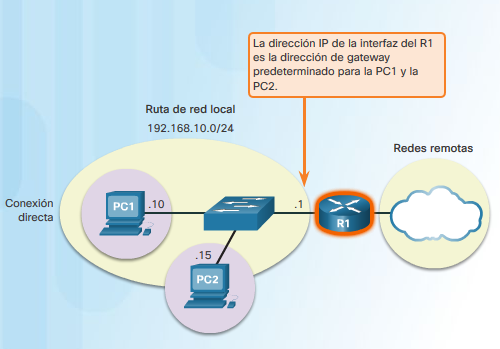 La dirección IP de la interfaz del R1
es la dirección de gateway
predeterminado para la PC1 y la
PC2.
Ruta de red local
192.168.10.0/24
Redes remotas
Conexión
directa
PC1
.10
.1
R1
.15
PC2